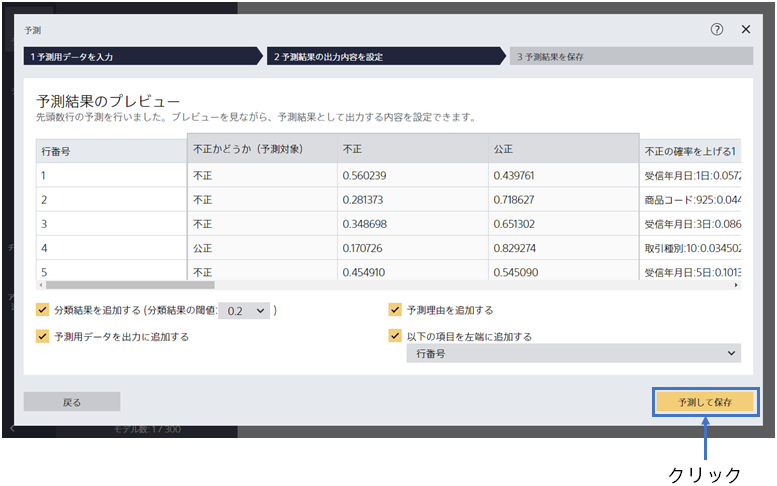 予測
1 予測用データを入力 2 予測結果の出力内容を設定 3 予測結果を保存
予測結果のプレビュー
先頭数行の予測を行いました。プレビューを見ながら、予測結果として出力する内容を設定できます。
行番号 不正かどうか（予測対象） 不正 公正 不正の確率を上げる1
1 不正 0.560239 0.439761 受信年月日:1日:0.0572
2 不正 0.281373 0.718627 商品コード:925:0.044
3 不正 0.348698 0.651302 受信年月日:3日:0.086
4 公正 0.170726 0.829274 取引種別:10:0.034502
5 不正 0.454910 0.545090 受信年月日:5日:0.1013
分類結果を追加する (分類結果の閾値: 0.2 ) 予測理由を追加する
予測用データを出力に追加する 以下の項目を左端に追加する
行番号
戻る 予測して保存
モデル数: 17 300
クリック